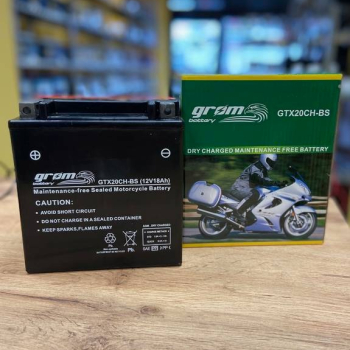 grom
battery
GTX20CH-BS (12V18Ah)
Maintenance-free Sealed Motorcycle Battery
CAUTION:
• AVOID SHORT CIRCUIT
• DO NOT CHARGE IN A SEALED CONTAINER
• KEEP SPARKS,FLAMES AWAY
Pb
grom
battery
GTX20CH-BS
DRY CHARGED MAINTENANCE FREE BATTERY